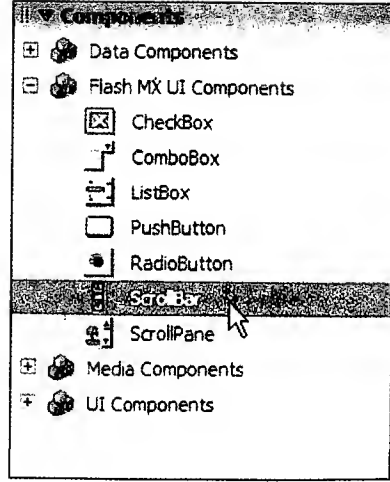 Components
Data Components
Flash MX UI Components
CheckBox
ComboBox
ListBox
PushButton
RadioButton
ScrollBar
ScrollPane
Media Components
UI Components